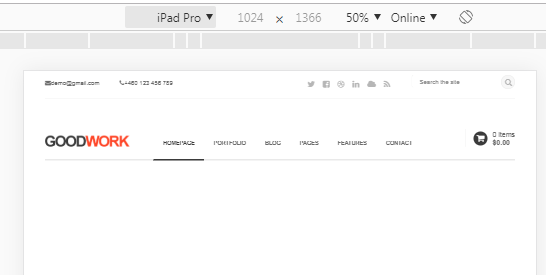 iPad Pro ▼ 1024 × 1366 50% ▼ Online ▼
demo@gmail.com +460 123 456 789 Search the site
GOODWORK HOMEPAGE PORTFOLIO BLOG PAGES FEATURES CONTACT 0 items
$0.00